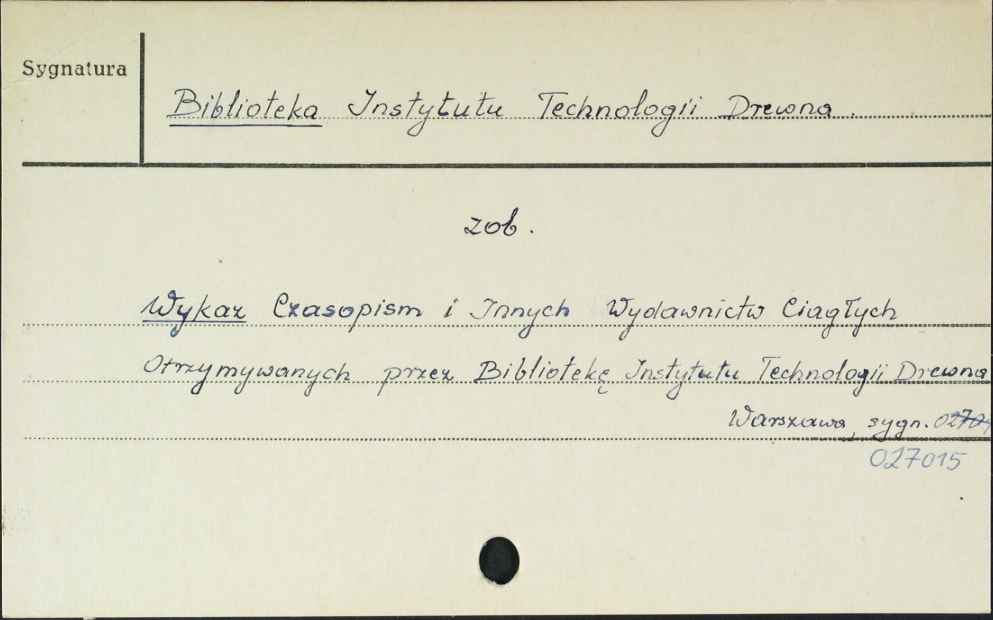 Sygnatura
Biblioteka Instytutu Technologii Drewna.
zob.
Wykaz Czasopism i Innych Wydawnictw Ciągłych
Otrzymywanych przez Bibliotekę Instytutu Technologii Drewna
Warszawa, sygn.
027015